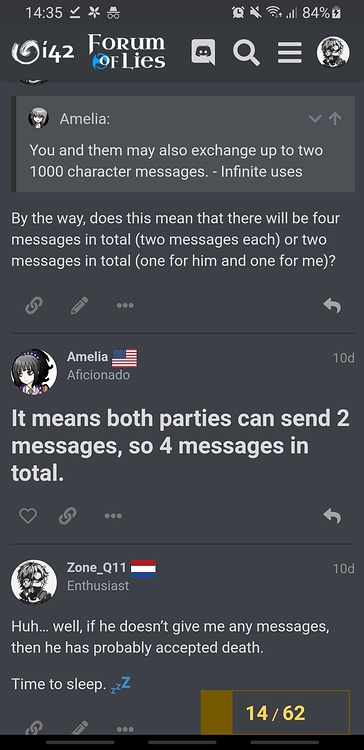 14:35
84%
i42 FORUM OF LIES
Amelia:
You and them may also exchange up to two
1000 character messages. - Infinite uses
By the way, does this mean that there will be four
messages in total (two messages each) or two
messages in total (one for him and one for me)?
Amelia
10d
Aficionado
It means both parties can send 2
messages, so 4 messages in
total.
Zone_Q11
10d
Enthusiast
Huh... well, if he doesn't give me any messages,
then he has probably accepted death.
Time to sleep. 💤
14 / 62